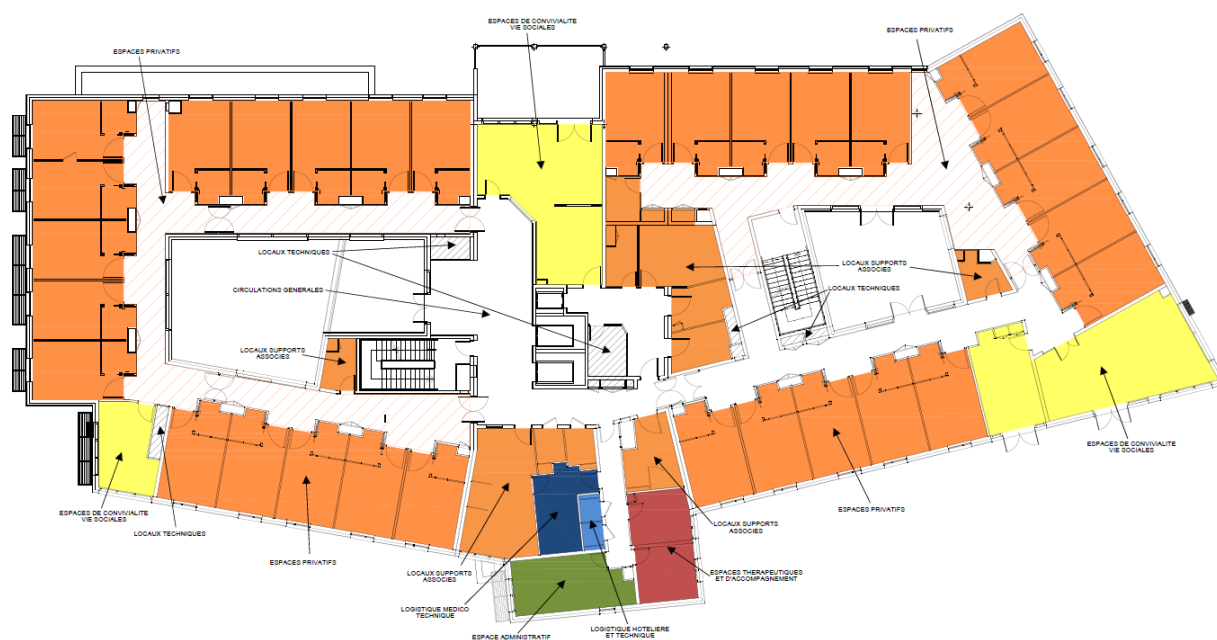 ESPACES DE CONVIVIALITE
VIE SOCIALES
ESPACES PRIVATIFS
ESPACES PRIVATIFS
LOCAUX TECHNIQUES
LOCAUX SUPPORTS
ASSOCIES
CIRCULATIONS GENERALES
LOCAUX TECHNIQUES
LOCAUX SUPPORTS
ASSOCIES
ESPACES DE CONVIVIALITE
VIE SOCIALES
ESPACES PRIVATIFS
ESPACES DE CONVIVIALITE
VIE SOCIALES
LOCAUX SUPPORTS
ASSOCIES
LOCAUX TECHNIQUES
ESPACES PRIVATIFS
LOCAUX SUPPORTS
ASSOCIES
ESPACES THERAPEUTIQUES
ET D'ACCOMPAGNEMENT
LOGISTIQUE MEDICO
TECHNIQUE
LOGISTIQUE HOTELIERE
ET TECHNIQUE
ESPACE ADMINISTRATIF